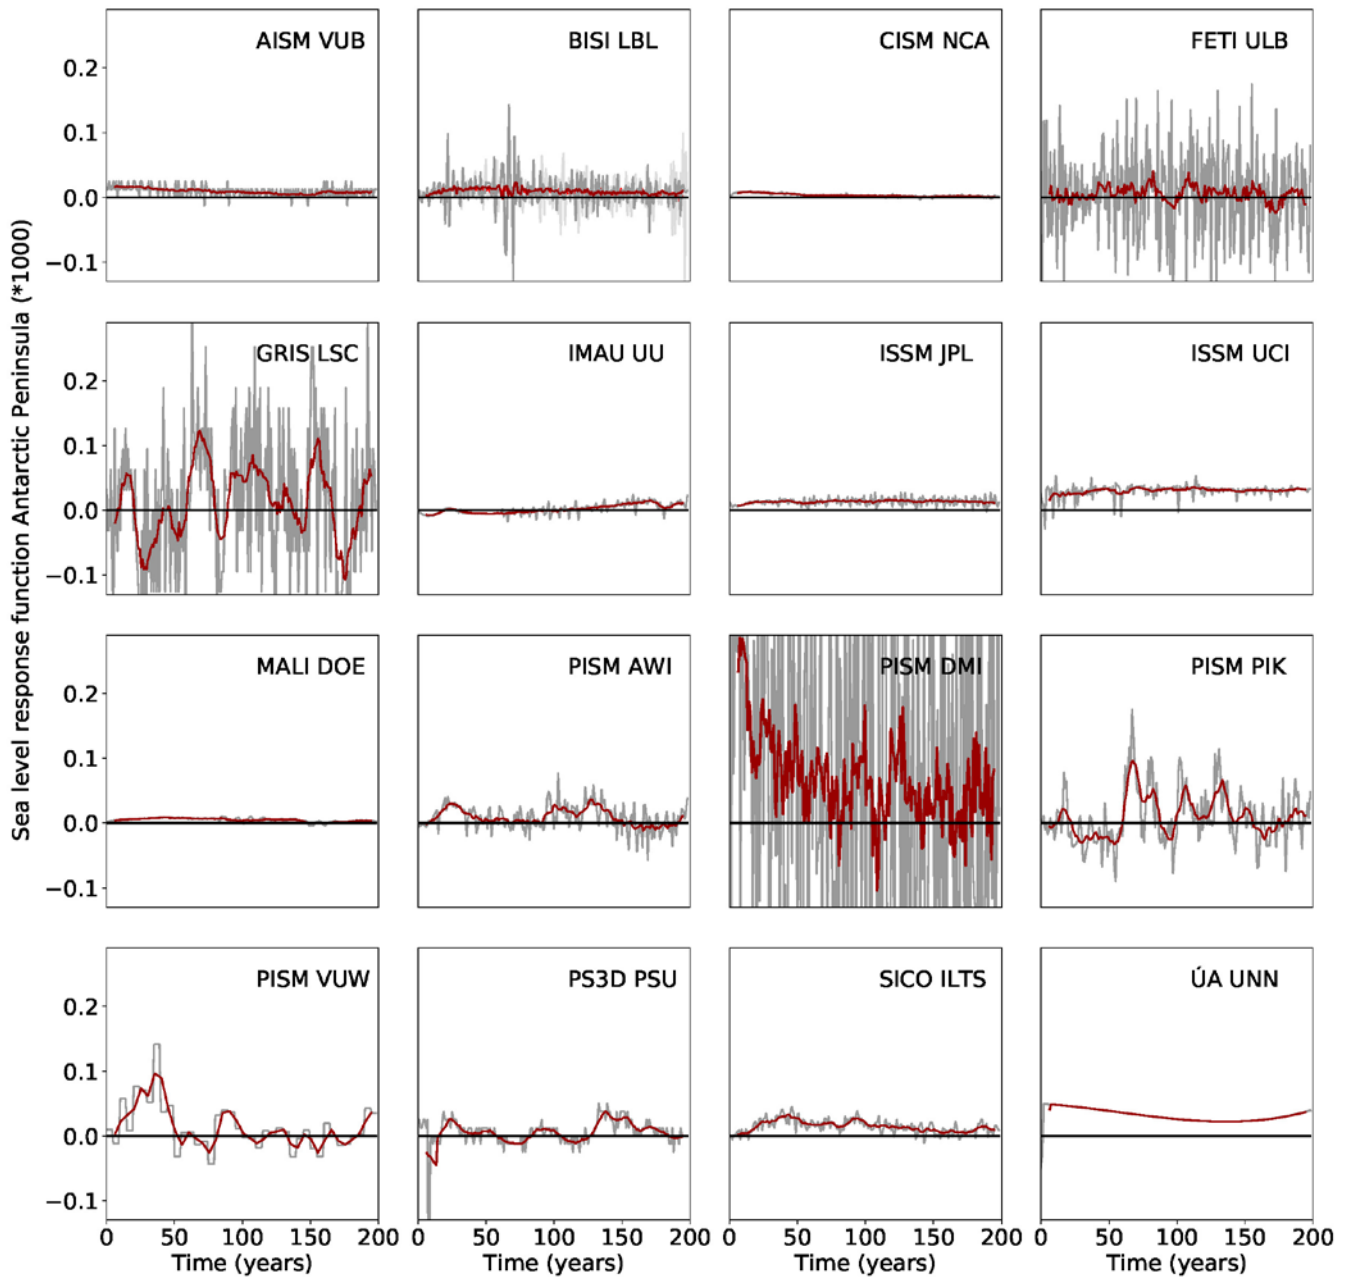 Sea level response function Antarctic Peninsula (*1000)
AISM VUB
BISI LBL
CISM NCA
FETI ULB
0.2
0.1
0.0
−0.1
GRIS LSC
IMAU UU
ISSM JPL
ISSM UCI
0.2
0.1
0.0
−0.1
MALI DOE
PISM AWI
PISM DMI
PISM PIK
0.2
0.1
0.0
−0.1
PISM VUW
PS3D PSU
SICO ILTS
ÚA UNN
0.2
0.1
0.0
−0.1
0 50 100 150 200
0 50 100 150 200
0 50 100 150 200
0 50 100 150 200
Time (years)
Time (years)
Time (years)
Time (years)